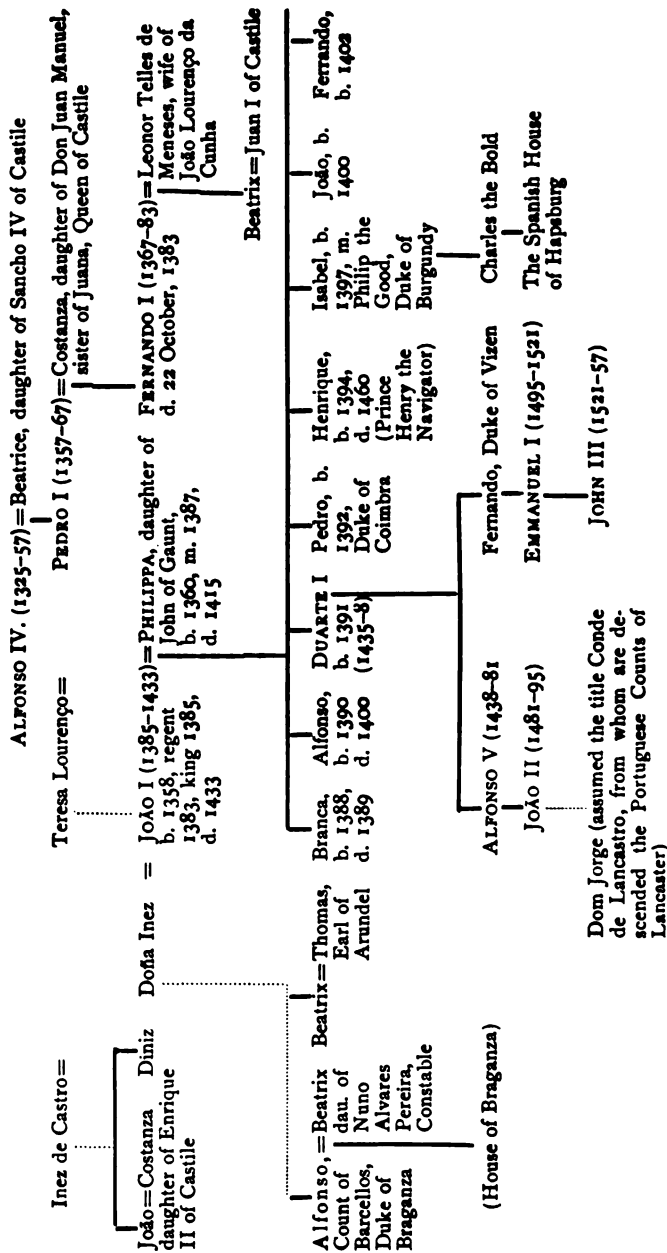 ALFONSO IV. (1325-57)=Beatrice, daughter of Sancho IV of Castile
Inez de Castro=
Teresa Lourenço=
PEDRO I (1357-67)=Costanza, daughter of Don Juan Manuel,
sister of Juana, Queen of Castile
João=Costanza
daughter of Enrique
II of Castile
Diniz
Doña Inez =
JOÃO I (1385-1433)=PHILIPPA, daughter of
b. 1358, regent
1383, king 1385,
d. 1433
John of Gaunt,
b. 1360, m. 1387,
d. 1415
FERNANDO I (1367-83)=Leonor Telles de
d. 22 October, 1383
Meneses, wife of
João Lourenço da
Cunha
Beatrix=Juan I of Castile
Alfonso,=Beatrix
Count of
Barcellos,
Duke of
Braganza
dau. of
Nuno
Alvares
Pereira,
Constable
Beatrix=Thomas,
Earl of
Arundel
Branca,
b. 1388,
d. 1389
Alfonso,
b. 1390
d. 1400
DUARTE I
b. 1391
(1435-8)
Pedro, b.
1392,
Duke of
Coimbra
Henrique,
b. 1394,
d. 1460
(Prince
Henry the
Navigator)
Isabel, b.
1397, m.
Philip the
Good,
Duke of
Burgundy
João, b.
1400
Ferrando,
b. 1402
(House of Braganza)
ALFONSO V (1438-81
JOÃO II (1481-95)
Fernando, Duke of Vizen
EMMANUEL I (1495-1521)
JOHN III (1521-57)
Charles the Bold
The Spanish House
of Hapsburg
Dom Jorge (assumed the title Conde
de Lancastro, from whom are de-
scended the Portuguese Counts of
Lancaster)